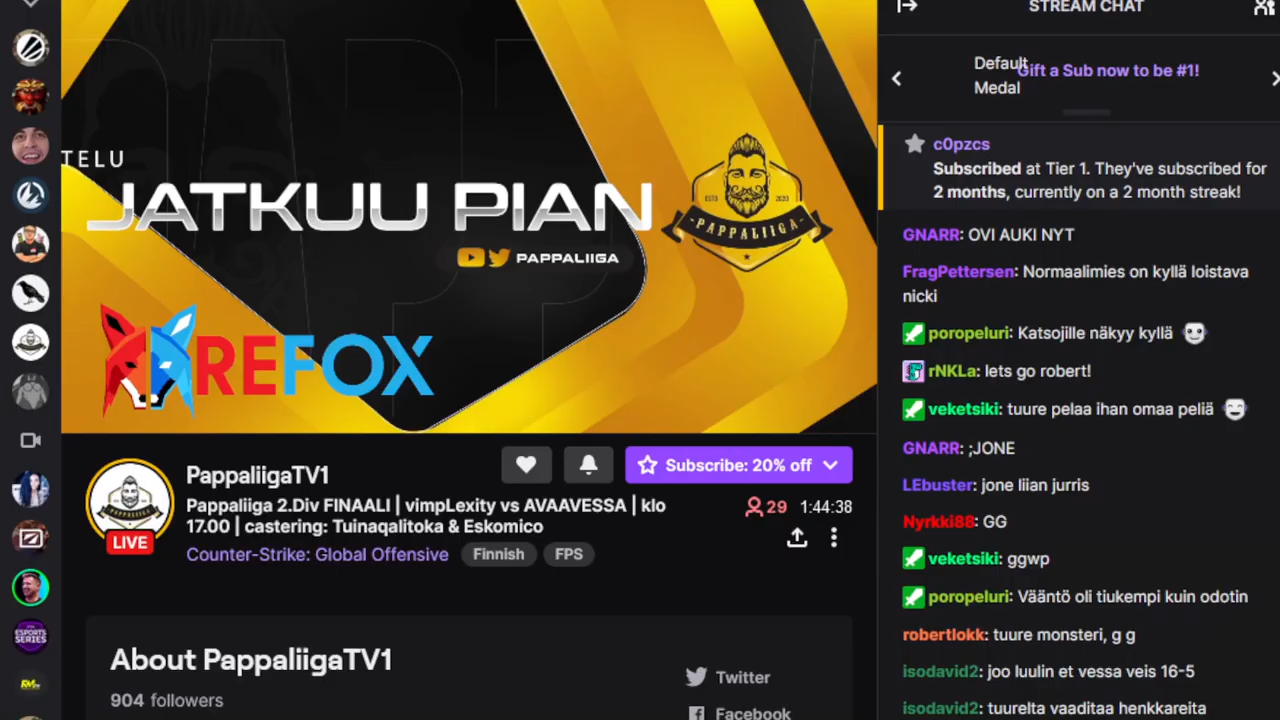 STREAM CHAT
Default
Medal
Gift a Sub now to be #1!
TELU
JATKUU PIAN
PAPPALIIGA
ESTD 2020
PAPPALIIGA
REFOX
c0pzcs
Subscribed at Tier 1. They've subscribed for
2 months, currently on a 2 month streak!
GNARR: OVI AUKI NYT
FragPettersen: Normaalimies on kyllä loistava
nicki
poropeluri: Katsojille näkyy kyllä
rNKLa: lets go robert!
veketsiki: tuure pelaa ihan omaa peliä
GNARR: ;JONE
LEbuster: jone liian jurris
Nyrkki88: GG
veketsiki: ggwp
poropeluri: Vääntö oli tiukempi kuin odotin
robertlokk: tuure monsteri, g g
isodavid2: joo luulin et vessa veis 16-5
isodavid2: tuurelta vaaditaa henkkareita
PappaliigaTV1
Subscribe: 20% off
Pappaliiga 2.Div FINAALI | vimpLexity vs AVAAVESSA | klo
17.00 | castering: Tuinaqalitoka & Eskomico
29 1:44:38
LIVE
Counter-Strike: Global Offensive Finnish FPS
About PappaliigaTV1
904 followers
Twitter
Facebook
ESPORTS
SERIES